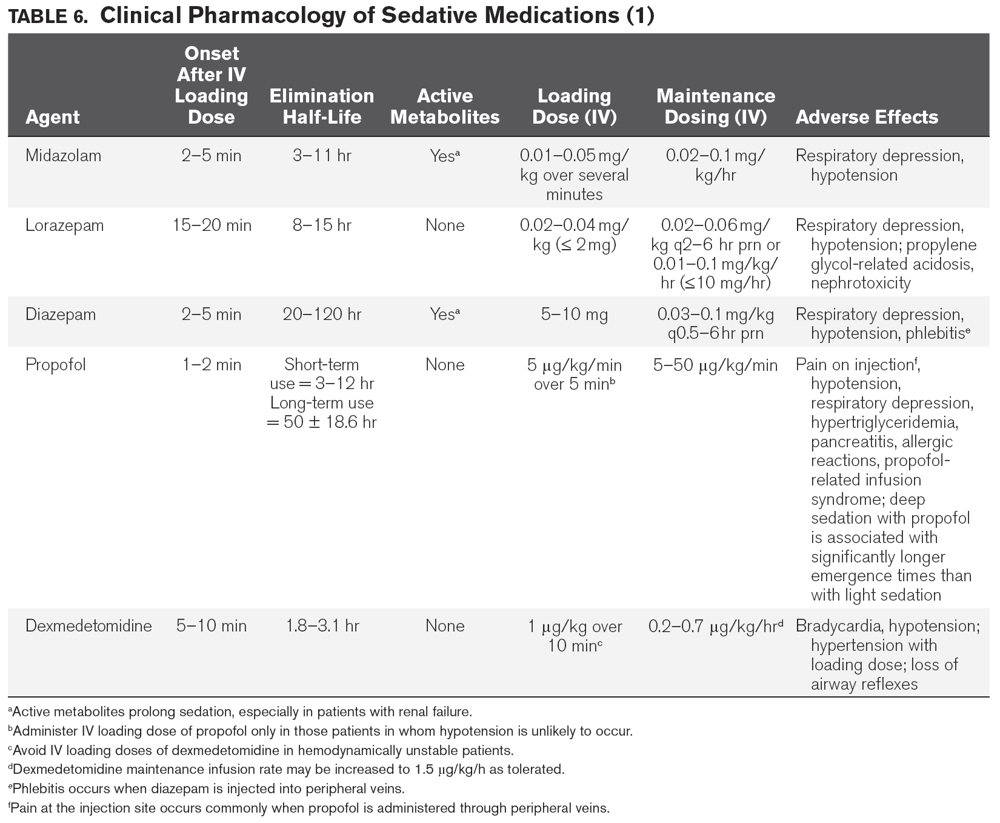 TABLE 6. Clinical Pharmacology of Sedative Medications (1)
Agent
Onset
After IV
Loading
Dose
Elimination
Half-Life
Active
Metabolites
Loading
Dose (IV)
Maintenance
Dosing (IV)
Adverse Effects
Midazolam
2–5 min
3–11 hr
Yesᵃ
0.01–0.05 mg/
kg over several
minutes
0.02–0.1 mg/
kg/hr
Respiratory depression,
hypotension
Lorazepam
15–20 min
8–15 hr
None
0.02–0.04 mg/
kg (≤ 2 mg)
0.02–0.06 mg/
kg q2–6 hr prn or
0.01–0.1 mg/kg/
hr (≤10 mg/hr)
Respiratory depression,
hypotension; propylene
glycol-related acidosis,
nephrotoxicity
Diazepam
2–5 min
20–120 hr
Yesᵃ
5–10 mg
0.03–0.1 mg/kg
q0.5–6 hr prn
Respiratory depression,
hypotension, phlebitisᵉ
Propofol
1–2 min
Short-term
use = 3–12 hr
Long-term use
= 50 ± 18.6 hr
None
5 μg/kg/min
over 5 minᵇ
5–50 μg/kg/min
Pain on injectionᶠ,
hypotension,
respiratory depression,
hypertriglyceridemia,
pancreatitis, allergic
reactions, propofol-
related infusion
syndrome; deep
sedation with propofol
is associated with
significantly longer
emergence times than
with light sedation
Dexmedetomidine
5–10 min
1.8–3.1 hr
None
1 μg/kg over
10 minᶜ
0.2–0.7 μg/kg/hrᵈ
Bradycardia, hypotension;
hypertension with
loading dose; loss of
airway reflexes
ᵃActive metabolites prolong sedation, especially in patients with renal failure.
ᵇAdminister IV loading dose of propofol only in those patients in whom hypotension is unlikely to occur.
ᶜAvoid IV loading doses of dexmedetomidine in hemodynamically unstable patients.
ᵈDexmedetomidine maintenance infusion rate may be increased to 1.5 μg/kg/h as tolerated.
ᵉPhlebitis occurs when diazepam is injected into peripheral veins.
ᶠPain at the injection site occurs commonly when propofol is administered through peripheral veins.